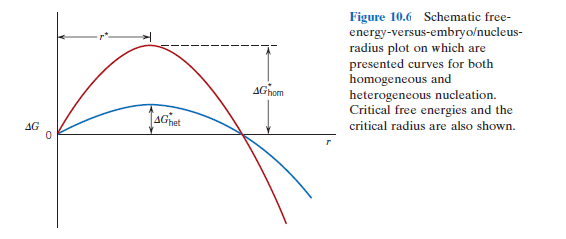 r*
ΔG*hom
ΔG*het
ΔG
0
r
Figure 10.6 Schematic free-
energy-versus-embryo/nucleus-
radius plot on which are
presented curves for both
homogeneous and
heterogeneous nucleation.
Critical free energies and the
critical radius are also shown.